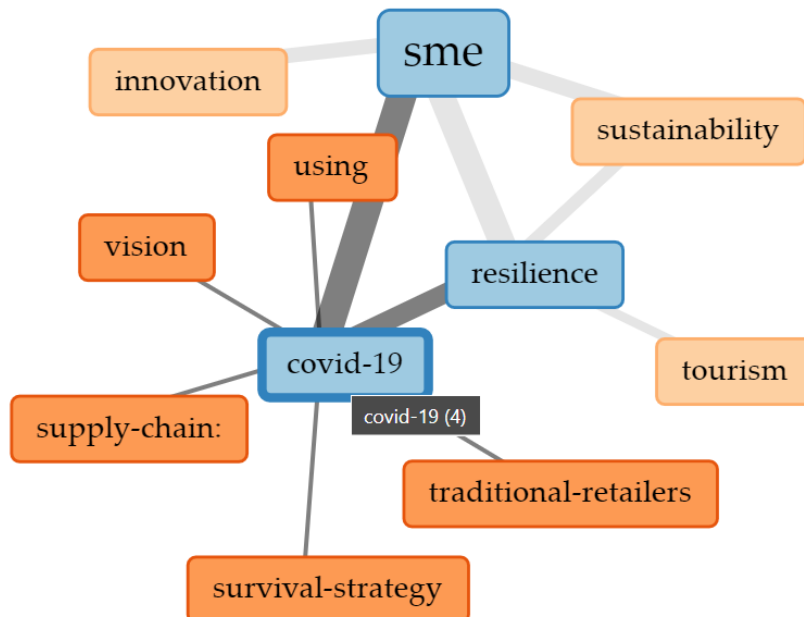 sme
innovation
sustainability
using
vision
resilience
covid-19
tourism
covid-19 (4)
supply-chain:
traditional-retailers
survival-strategy